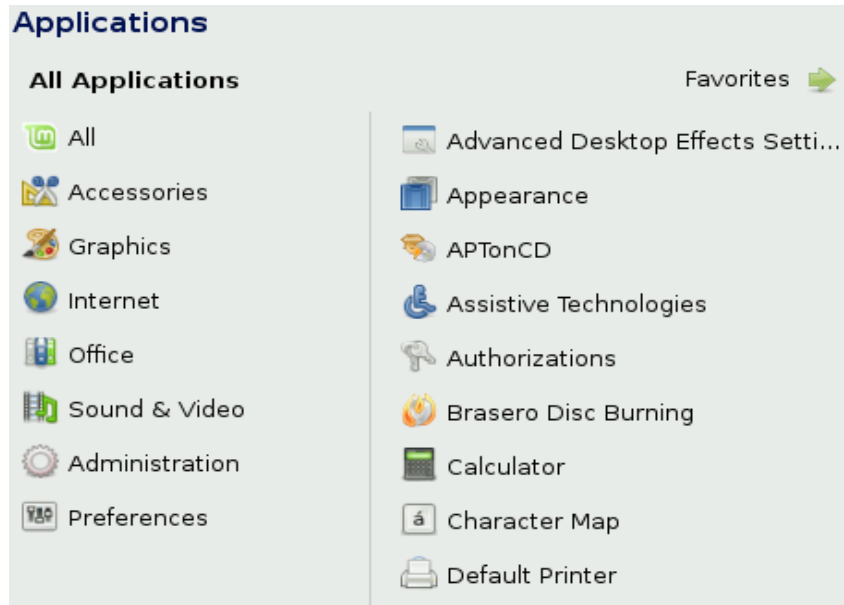 Applications
All Applications
Favorites
All
Accessories
Graphics
Internet
Office
Sound & Video
Administration
Preferences
Advanced Desktop Effects Setti...
Appearance
APTonCD
Assistive Technologies
Authorizations
Brasero Disc Burning
Calculator
á
Character Map
Default Printer